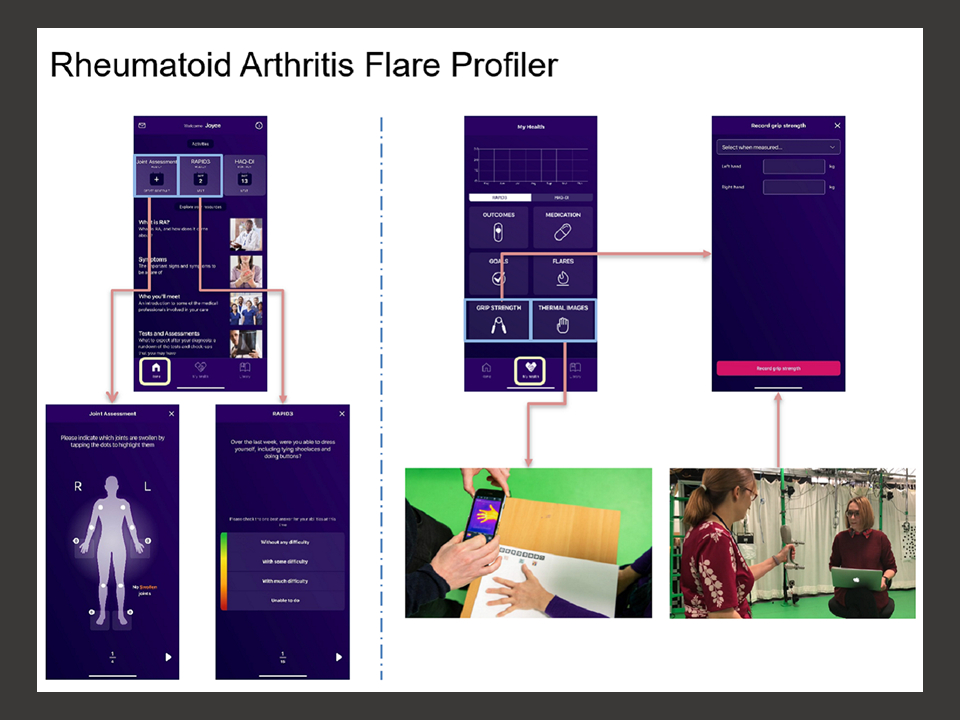 Rheumatoid Arthritis Flare Profiler
Welcome Joyce
Activities
Joint Assessment
RAPID3
HAQ-DI
2
13
Explore your resources
What is RA?
What is RA, and how does it
Symptoms
The important signs and symptoms to
be aware of
Who you'll meet
An introduction to some of the medical
professionals involved in your care
Tests and Assessments
What to expect after your diagnosis: a
rundown of the tests and check-ups
that you may have
Home
My Health
Library
Joint Assessment
Please indicate which joints are swollen by
tapping the dots to highlight them
R
L
My Swollen
joints
1
4
RAPID3
Over the last week, were you able to dress
yourself, including tying shoelaces and
doing buttons?
Please check the one best answer for your abilities at this
time
Without any difficulty
With some difficulty
With much difficulty
Unable to do
1
My Health
RAPID3
HAQ-DI
OUTCOMES
MEDICATION
GOALS
FLARES
GRIP STRENGTH
THERMAL IMAGES
Home
My Health
Library
Record grip strength
Select when measured...
Left hand
kg
Right hand
kg
Record grip strength